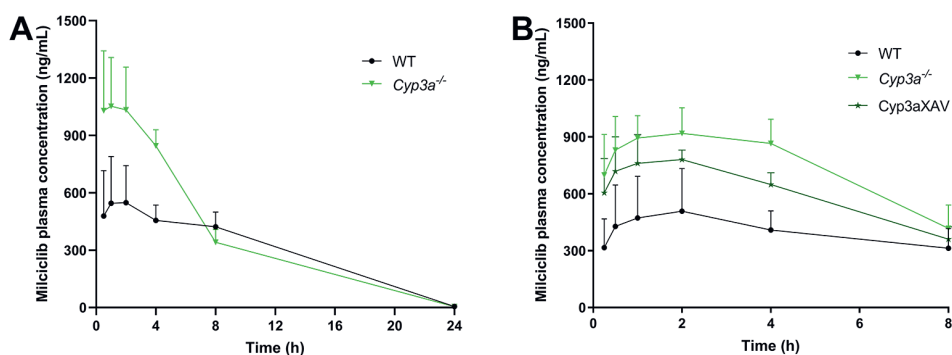 A
Milciclib plasma concentration (ng/mL)
1500
1200
900
600
300
0
0 4 8 12 16 20 24
Time (h)
WT
Cyp3a-/-
B
Milciclib plasma concentration (ng/mL)
1500
1200
900
600
300
0
0 2 4 6 8
Time (h)
WT
Cyp3a-/-
Cyp3aXAV